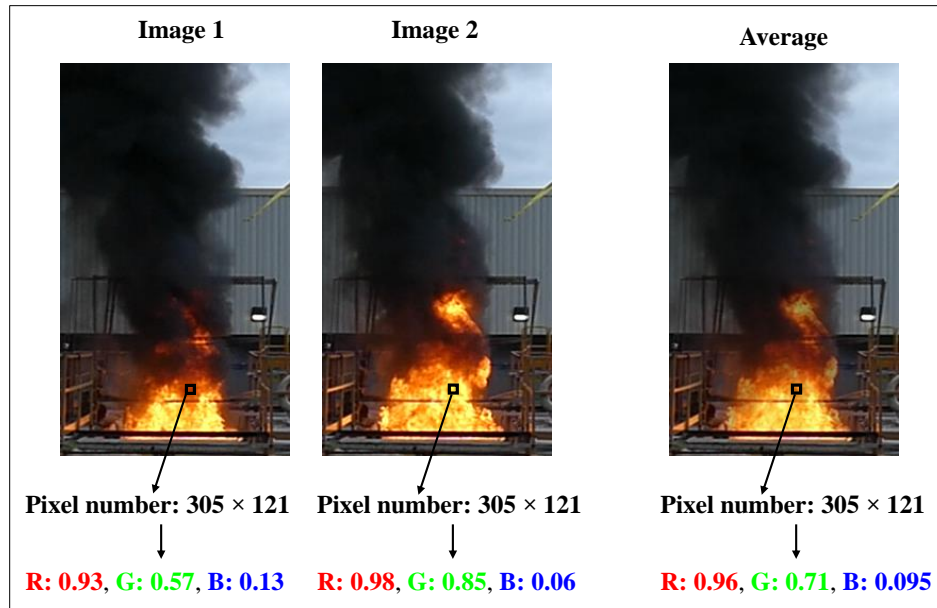 Image 1
Image 2
Average
Pixel number: 305 × 121
Pixel number: 305 × 121
Pixel number: 305 × 121
R: 0.93, G: 0.57, B: 0.13
R: 0.98, G: 0.85, B: 0.06
R: 0.96, G: 0.71, B: 0.095